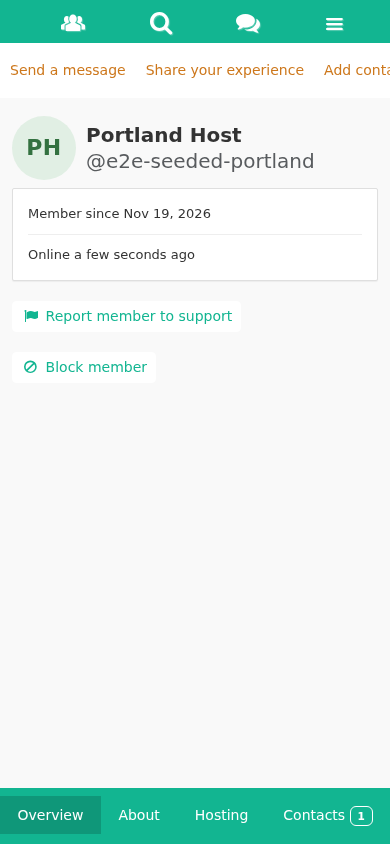 Send a message Share your experience Add conta
PH
Portland Host
@e2e-seeded-portland
Member since Nov 19, 2026
Online a few seconds ago
Report member to support
Block member
Overview About Hosting Contacts 1